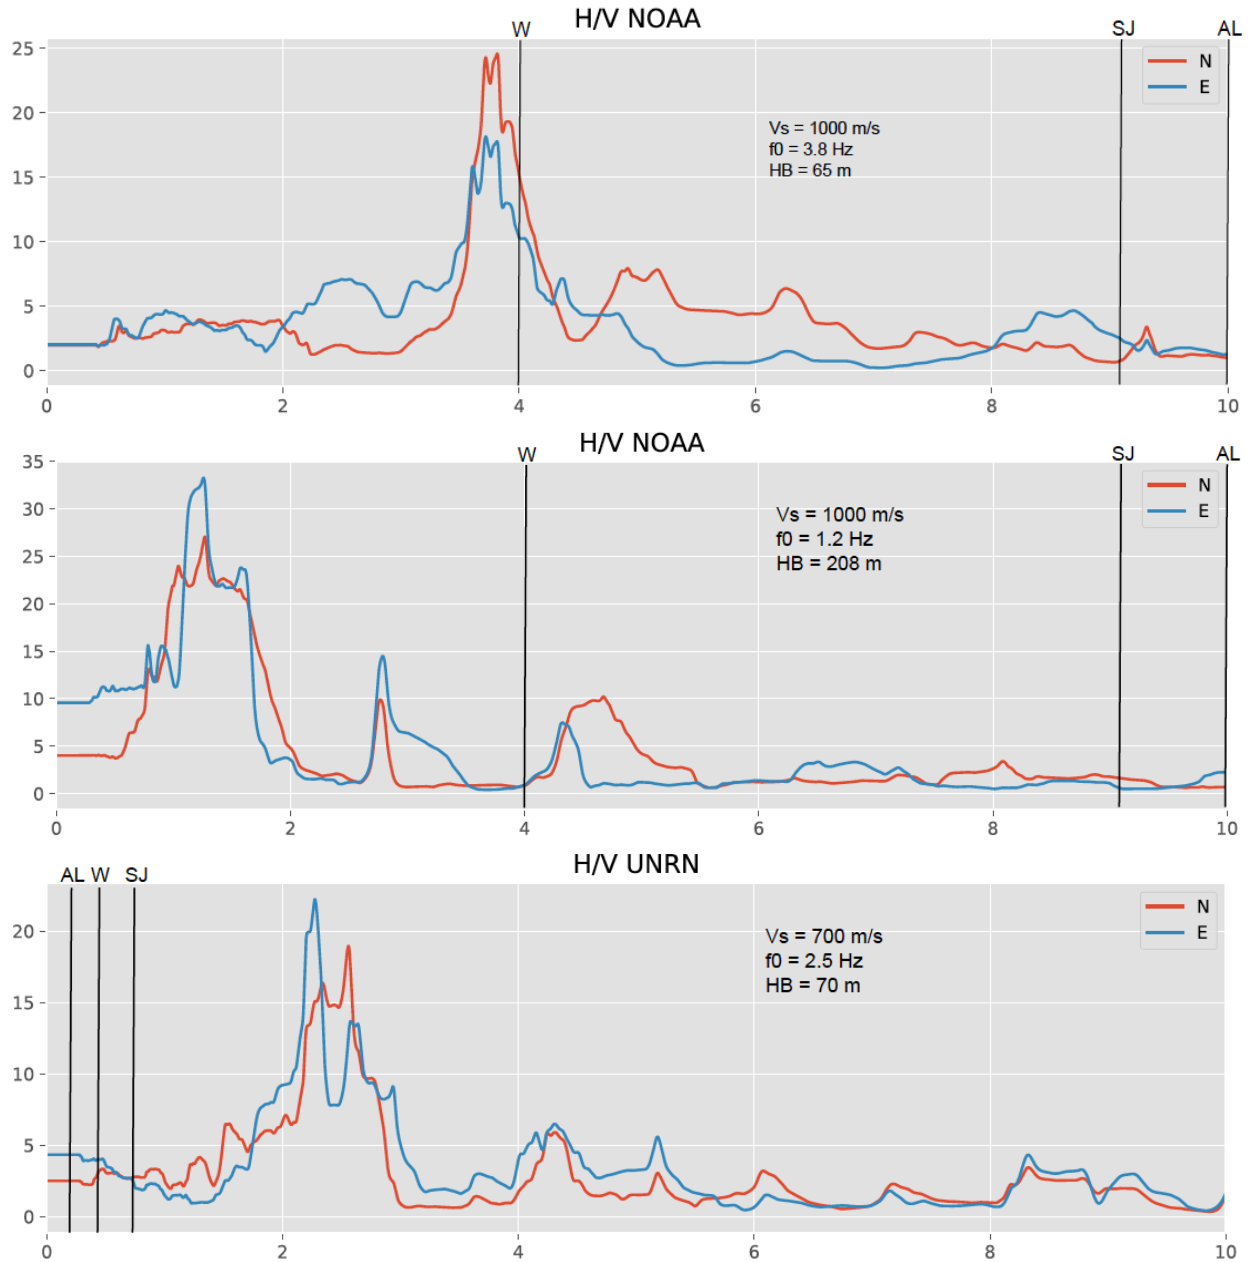 H/V NOAA
W
SJ
AL
25
20
15
10
5
0
N
E
Vs = 1000 m/s
f0 = 3.8 Hz
HB = 65 m
0 2 4 6 8 10
H/V NOAA
W
SJ
AL
35
30
25
20
15
10
5
0
N
E
Vs = 1000 m/s
f0 = 1.2 Hz
HB = 208 m
0 2 4 6 8 10
H/V UNRN
AL W SJ
20
15
10
5
0
N
E
Vs = 700 m/s
f0 = 2.5 Hz
HB = 70 m
0 2 4 6 8 10